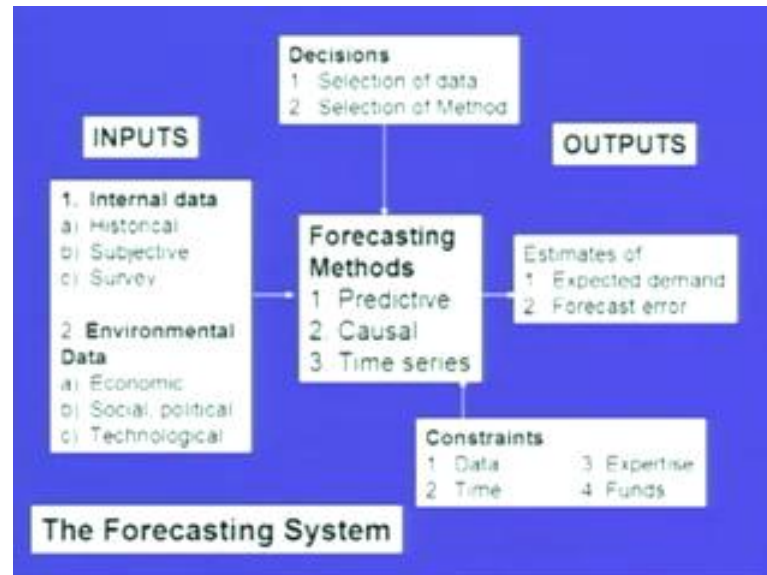 Decisions
1 Selection of data
2 Selection of Method
INPUTS
OUTPUTS
1. Internal data
a) Historical
b) Subjective
c) Survey
2 Environmental
Data
a) Economic
b) Social, political
c) Technological
Forecasting
Methods
1 Predictive
2. Causal
3. Time series
Estimates of
1 Expected demand
2. Forecast error
Constraints
1 Data 3 Expertise
2 Time 4 Funds
The Forecasting System